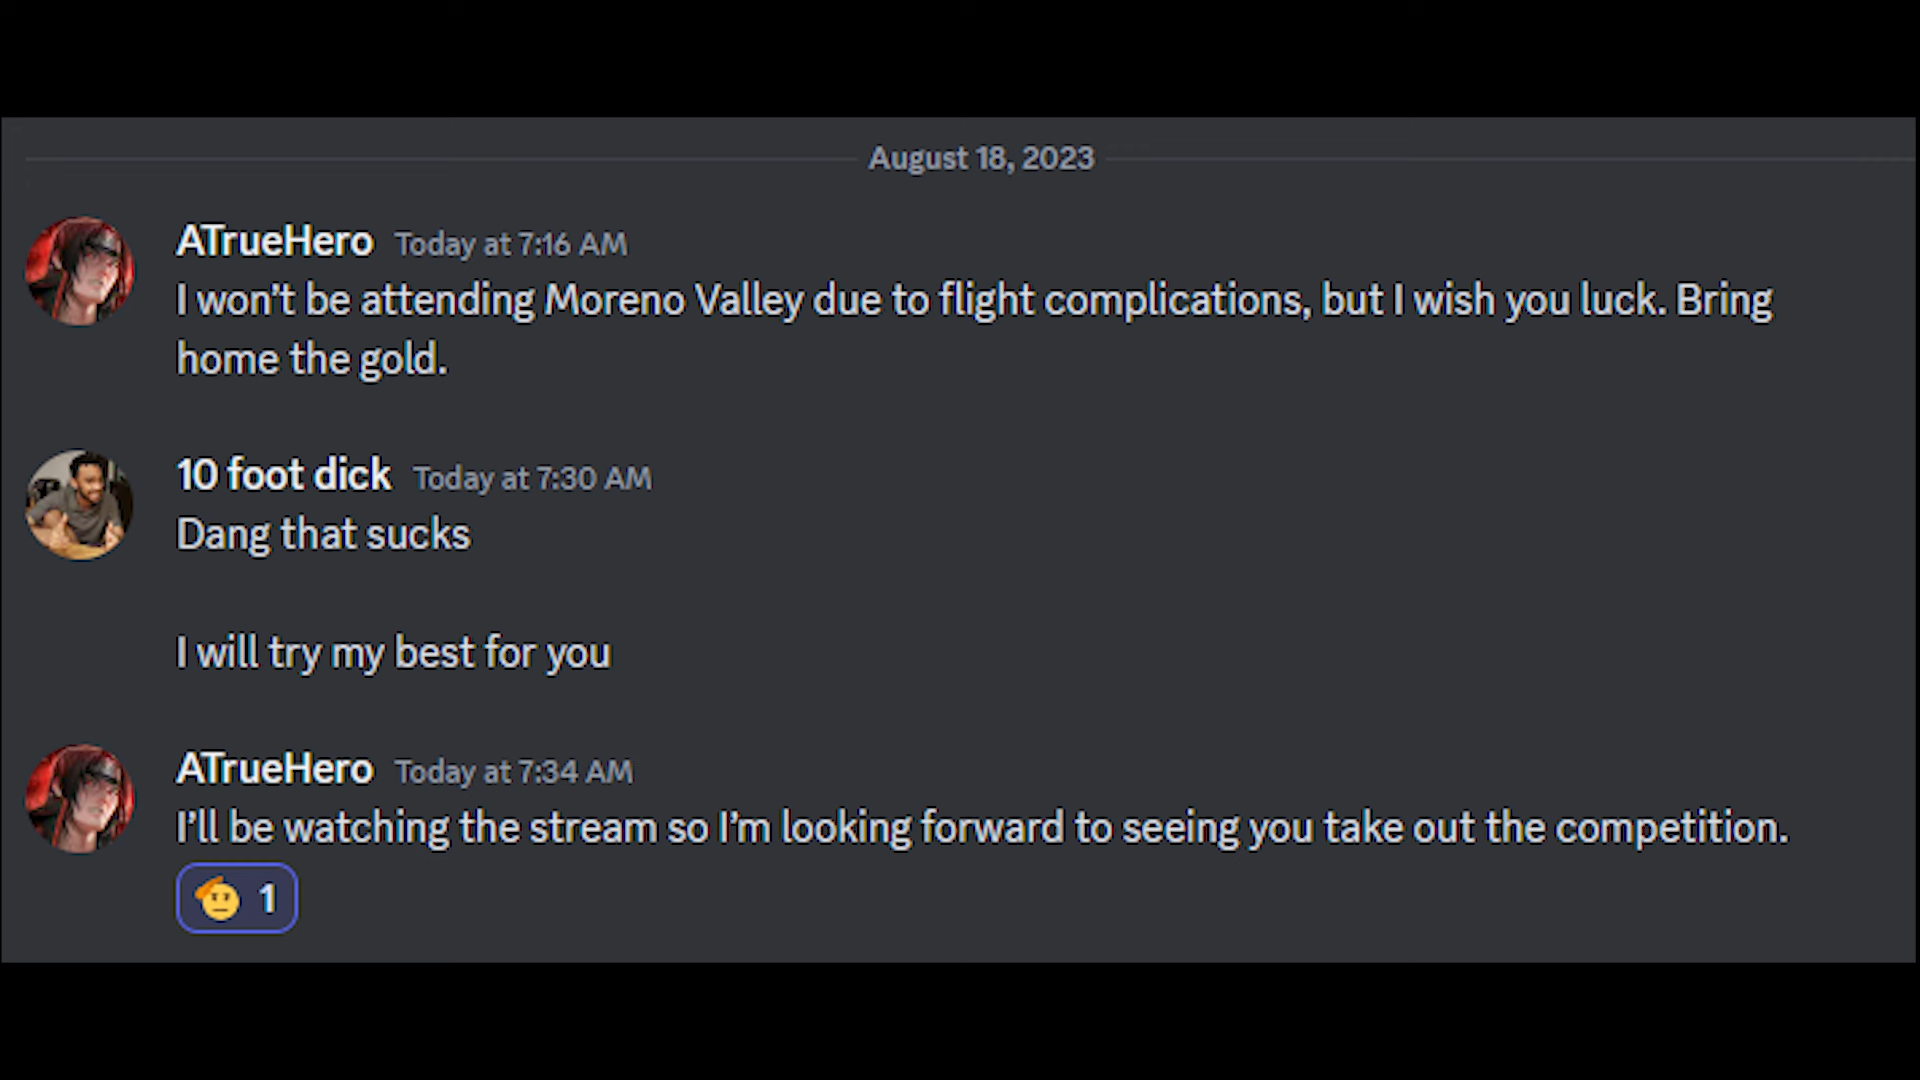 August 18, 2023
ATrueHero Today at 7:16 AM
I won't be attending Moreno Valley due to flight complications, but I wish you luck. Bring
home the gold.
10 foot dick Today at 7:30 AM
Dang that sucks
I will try my best for you
ATrueHero Today at 7:34 AM
I'll be watching the stream so I'm looking forward to seeing you take out the competition.
1